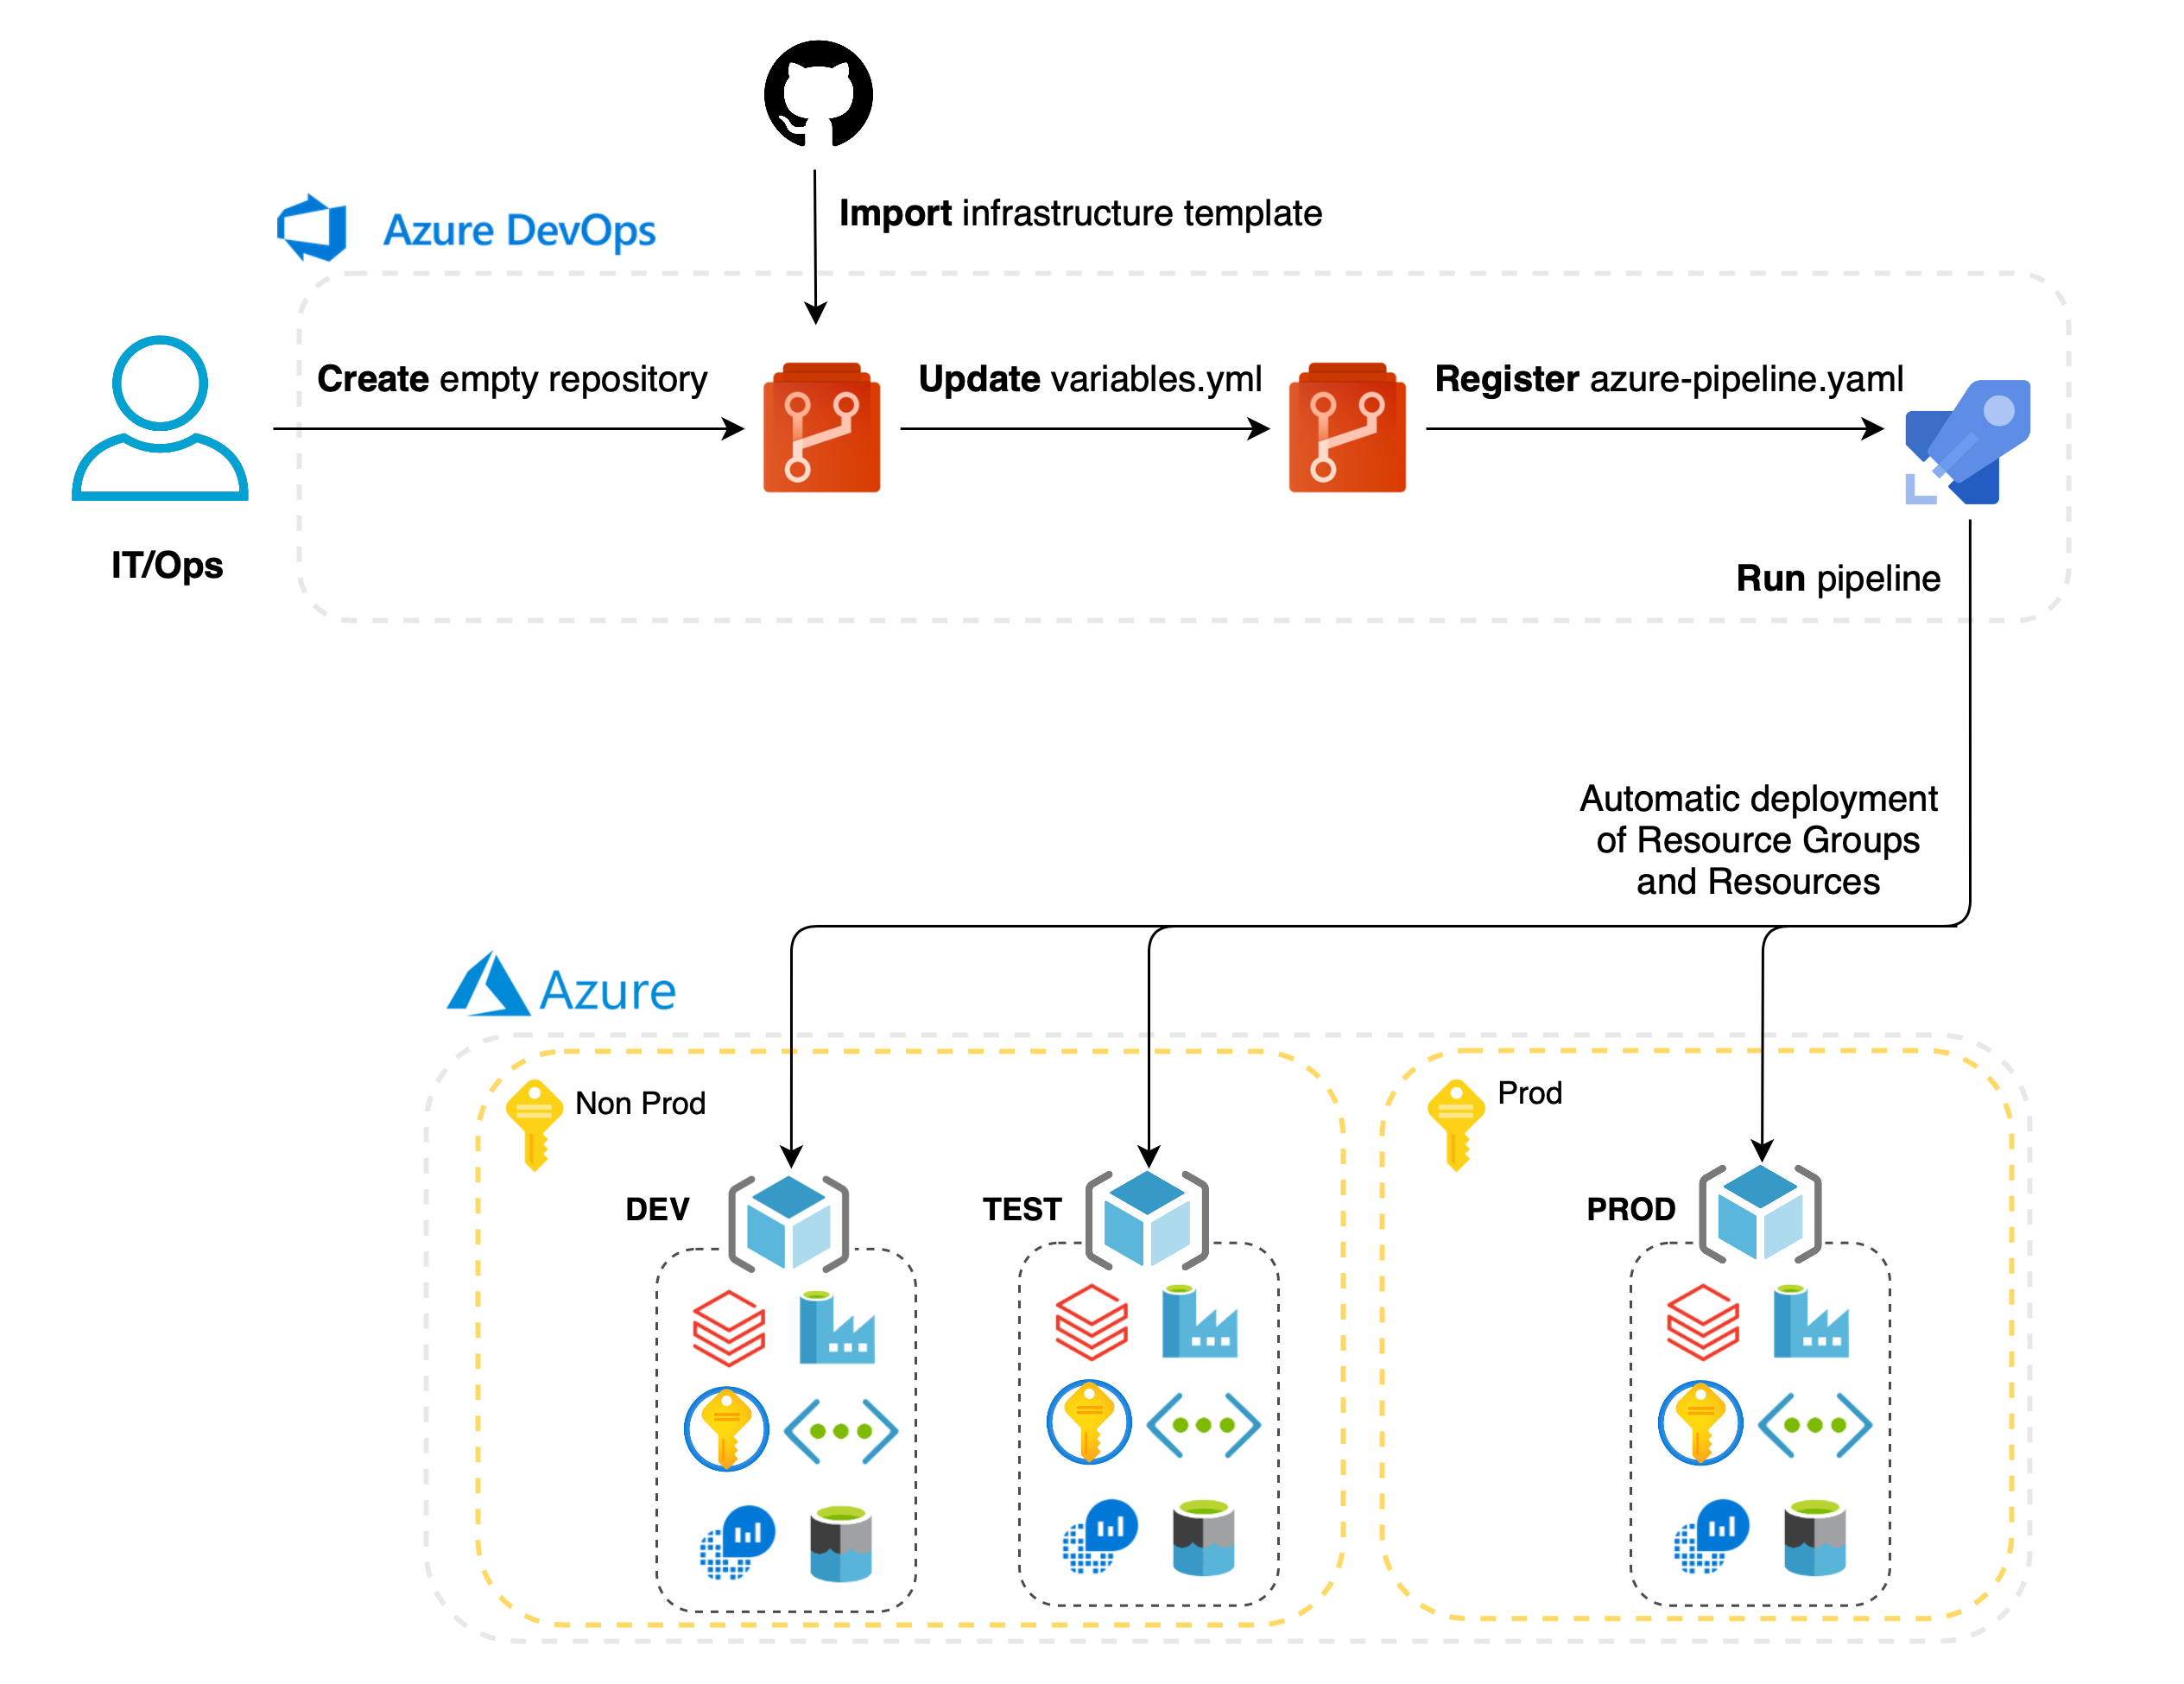 Import infrastructure template
Azure DevOps
Create empty repository
Update variables.yml
Register azure-pipeline.yaml
IT/Ops
Run pipeline
Automatic deployment
of Resource Groups
and Resources
Azure
Non Prod
Prod
DEV
TEST
PROD